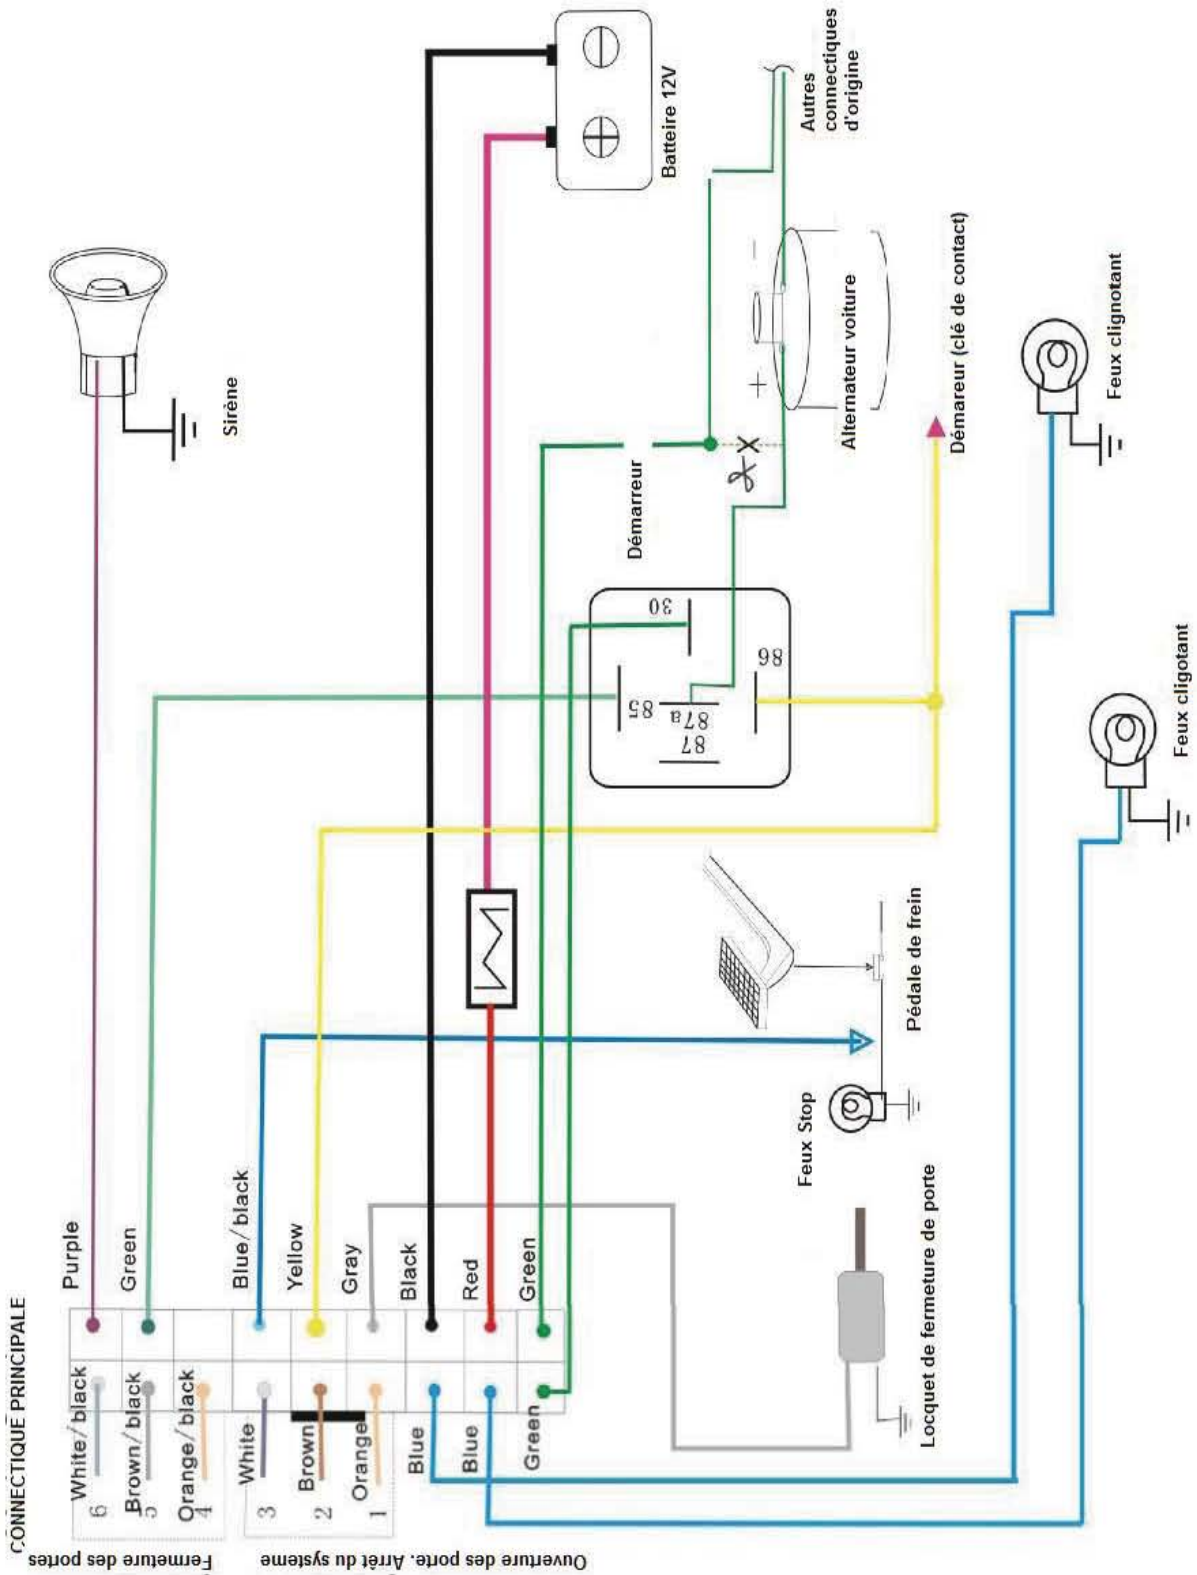 CONNECTIQUE PRINCIPALE
Fermeture des portes
Ouverture des porte. Arrêt du systeme
White/black
6
Brown/black
5
Orange/black
4
White
3
Brown
2
Orange
1
Blue
Blue
Green
Purple
Green
Blue/black
Yellow
Gray
Black
Red
Green
Sirène
Batteire 12V
Autres
connectiques
d'origine
Démarreur
Alternateur voiture
+
−
30
85
87a
87
86
Démareur (clé de contact)
Feux clignotant
Feux cligotant
Pédale de frein
Feux Stop
Locquet de fermeture de porte